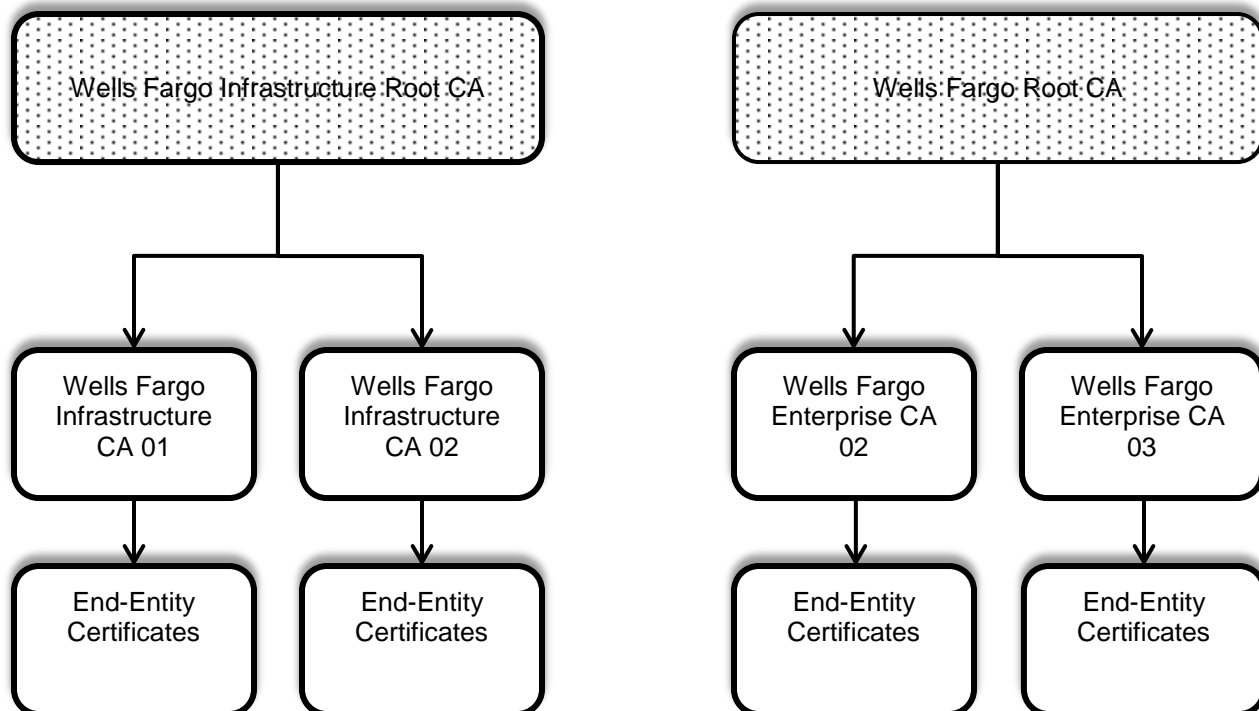 Wells Fargo Infrastructure Root CA
Wells Fargo Root CA
Wells Fargo
Infrastructure
CA 01
Wells Fargo
Infrastructure
CA 02
Wells Fargo
Enterprise CA
02
Wells Fargo
Enterprise CA
03
End-Entity
Certificates
End-Entity
Certificates
End-Entity
Certificates
End-Entity
Certificates